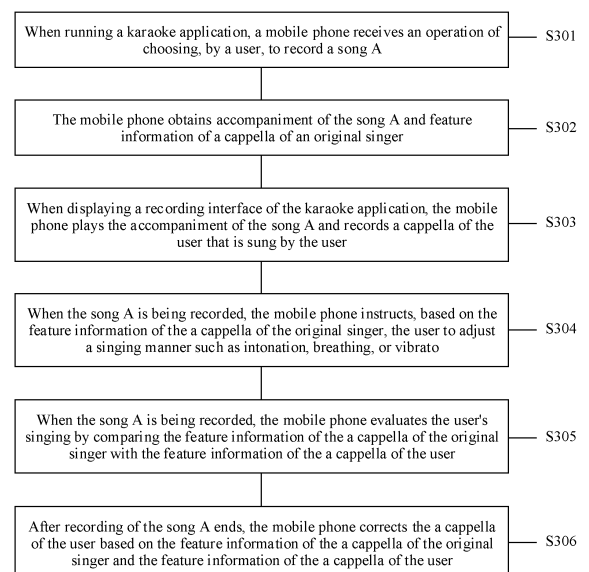 When running a karaoke application, a mobile phone receives an operation of
choosing, by a user, to record a song A
S301
The mobile phone obtains accompaniment of the song A and feature
information of a cappella of an original singer
S302
When displaying a recording interface of the karaoke application, the mobile
phone plays the accompaniment of the song A and records a cappella of the
user that is sung by the user
S303
When the song A is being recorded, the mobile phone instructs, based on the
feature information of the a cappella of the original singer, the user to adjust
a singing manner such as intonation, breathing, or vibrato
S304
When the song A is being recorded, the mobile phone evaluates the user's
singing by comparing the feature information of the a cappella of the original
singer with the feature information of the a cappella of the user
S305
After recording of the song A ends, the mobile phone corrects the a cappella
of the user based on the feature information of the a cappella of the original
singer and the feature information of the a cappella of the user
S306